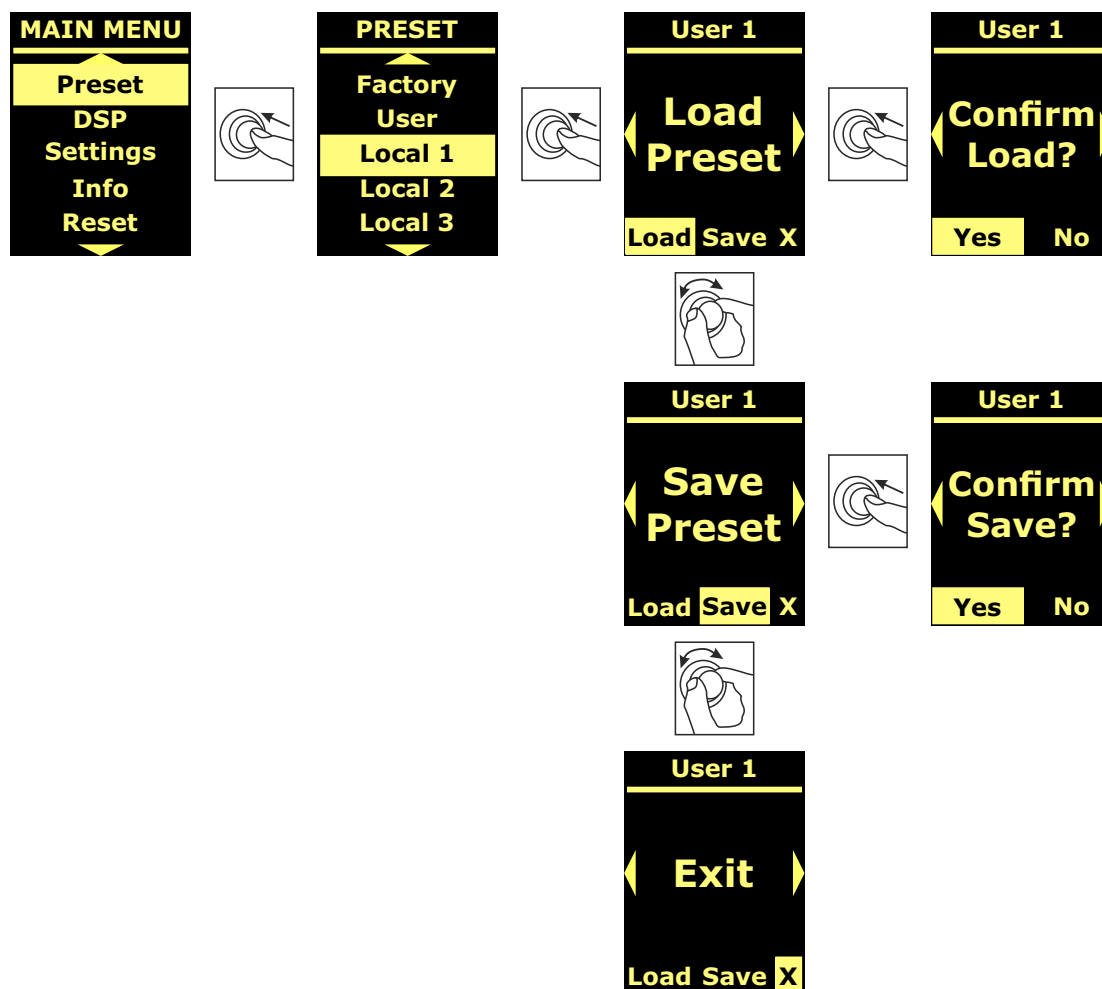 MAIN MENU
Preset
DSP
Settings
Info
Reset
PRESET
Factory
User
Local 1
Local 2
Local 3
User 1
Load
Preset
Load Save X
User 1
Confirm
Load?
Yes No
User 1
Save
Preset
Load Save X
User 1
Confirm
Save?
Yes No
User 1
Exit
Load Save X